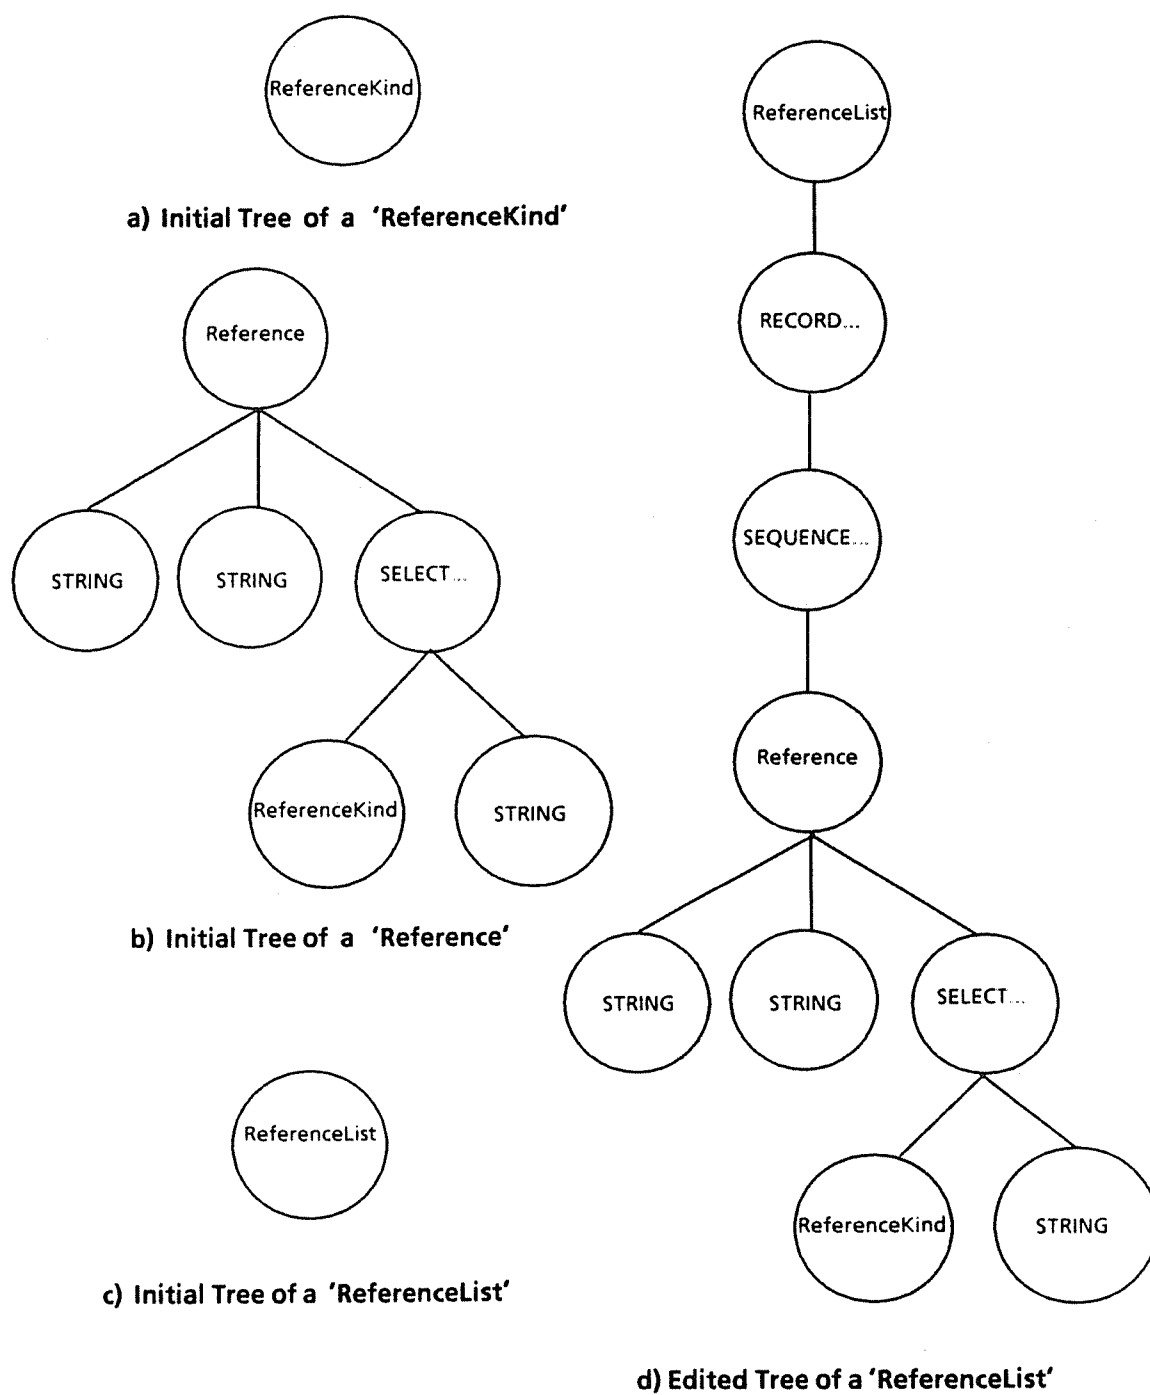 ReferenceKind
a) Initial Tree of a 'ReferenceKind'
Reference
STRING
STRING
SELECT...
ReferenceKind
STRING
b) Initial Tree of a 'Reference'
ReferenceList
c) Initial Tree of a 'ReferenceList'
ReferenceList
RECORD...
SEQUENCE...
Reference
STRING
STRING
SELECT...
ReferenceKind
STRING
d) Edited Tree of a 'ReferenceList'